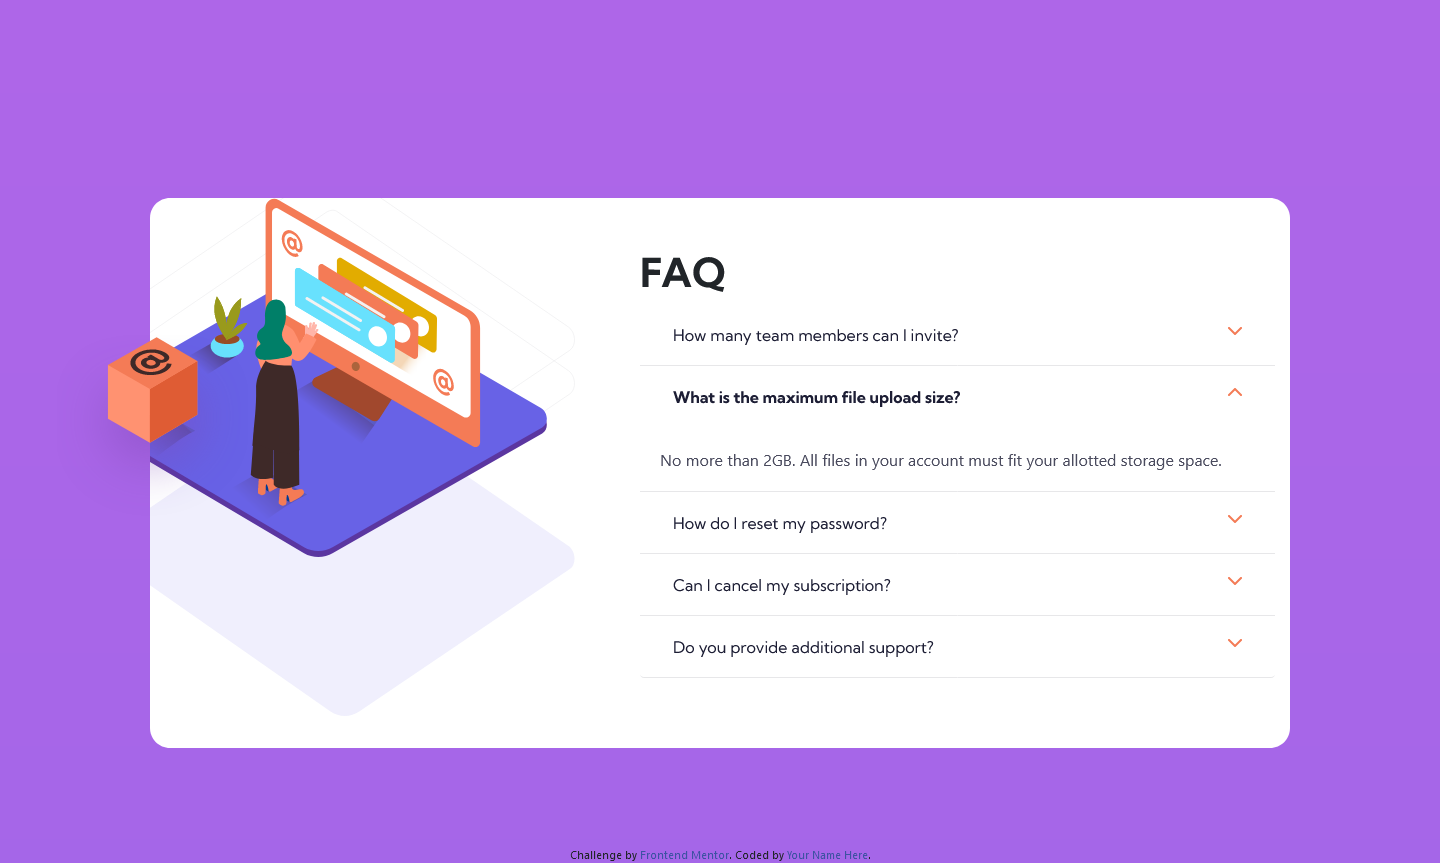 @
@
@
FAQ
How many team members can I invite?
What is the maximum file upload size?
No more than 2GB. All files in your account must fit your allotted storage space.
How do I reset my password?
Can I cancel my subscription?
Do you provide additional support?
Challenge by Frontend Mentor. Coded by Your Name Here.